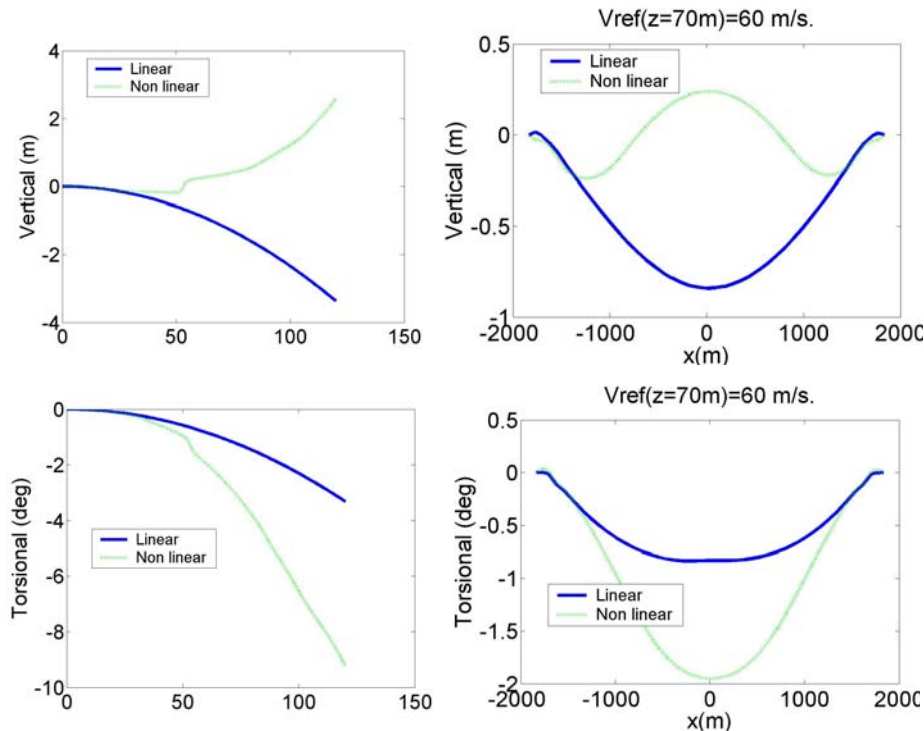 4
2
0
-2
-4
Vertical (m)
Linear
Non linear
0 50 100 150
Vref(z=70m)=60 m/s.
0.5
0
-0.5
-1
Vertical (m)
Linear
Non linear
-2000 -1000 0 1000 2000
x(m)
0
-2
-4
-6
-8
-10
Torsional (deg)
Linear
Non linear
0 50 100 150
Vref(z=70m)=60 m/s.
0.5
0
-0.5
-1
-1.5
-2
Torsional (deg)
Linear
Non linear
-2000 -1000 0 1000 2000
x(m)